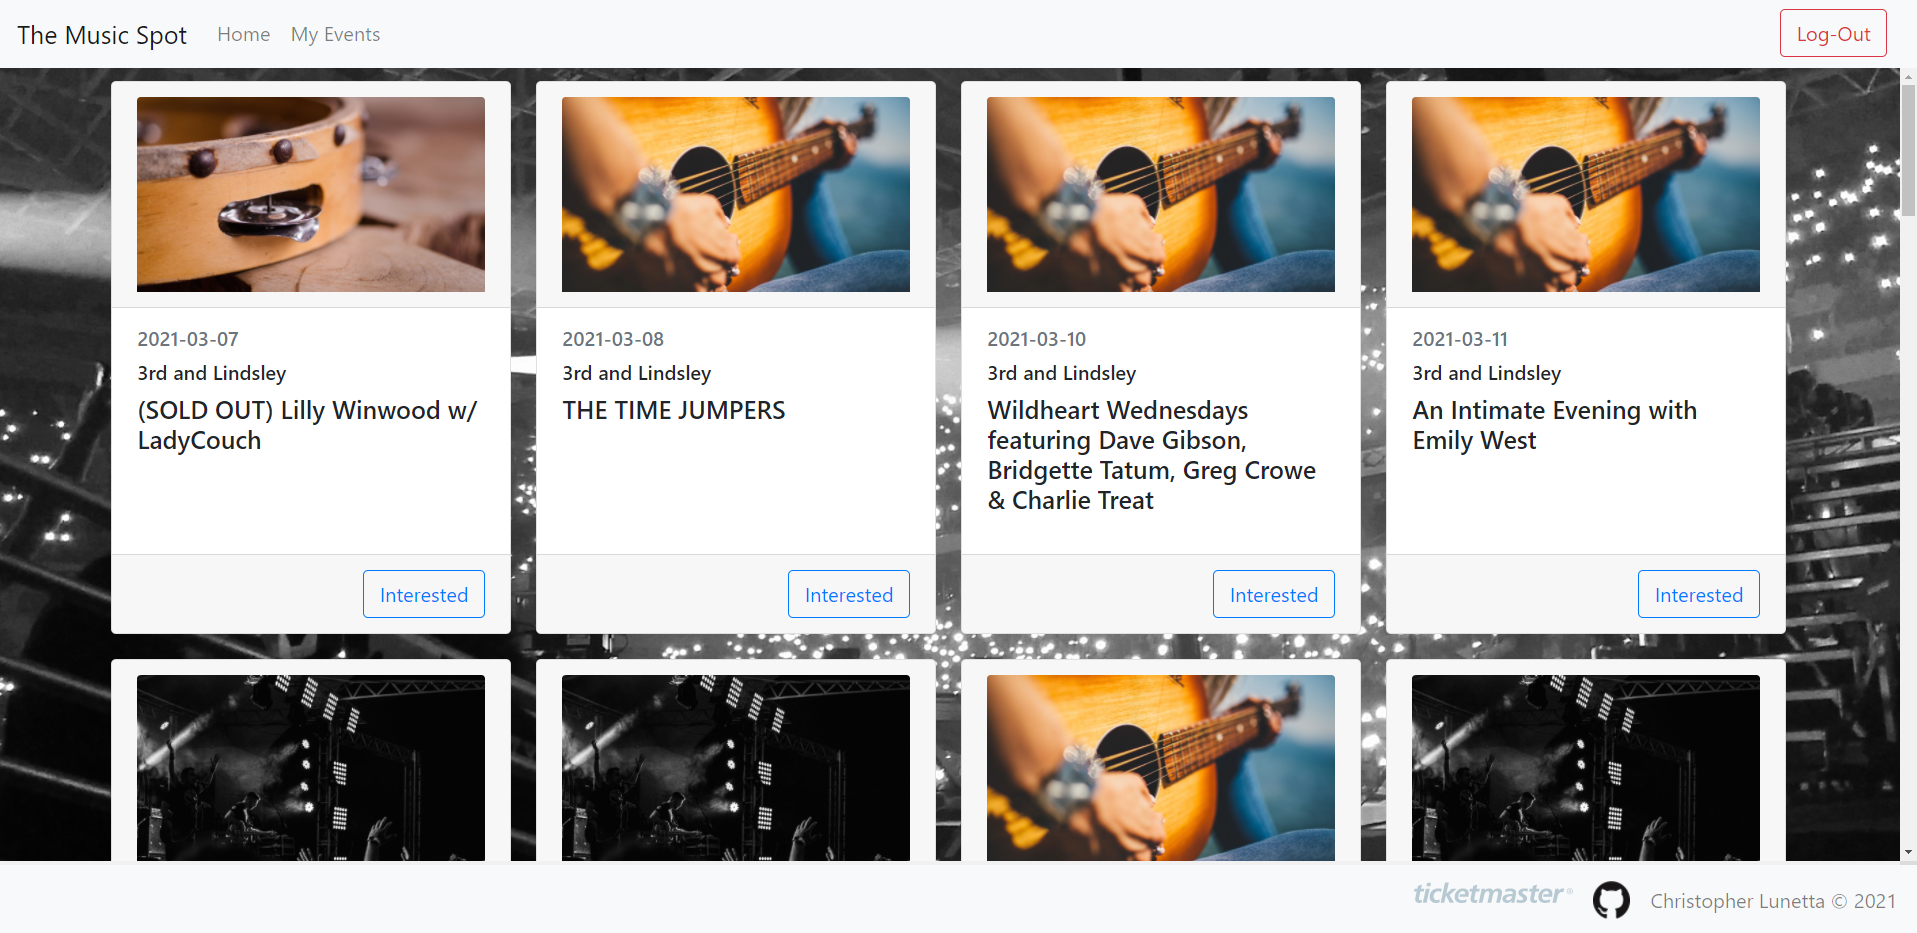 The Music Spot
Home
My Events
Log-Out
2021-03-07
3rd and Lindsley
(SOLD OUT) Lilly Winwood w/
LadyCouch
Interested
2021-03-08
3rd and Lindsley
THE TIME JUMPERS
Interested
2021-03-10
3rd and Lindsley
Wildheart Wednesdays
featuring Dave Gibson,
Bridgette Tatum, Greg Crowe
& Charlie Treat
Interested
2021-03-11
3rd and Lindsley
An Intimate Evening with
Emily West
Interested
ticketmaster®
Christopher Lunetta © 2021